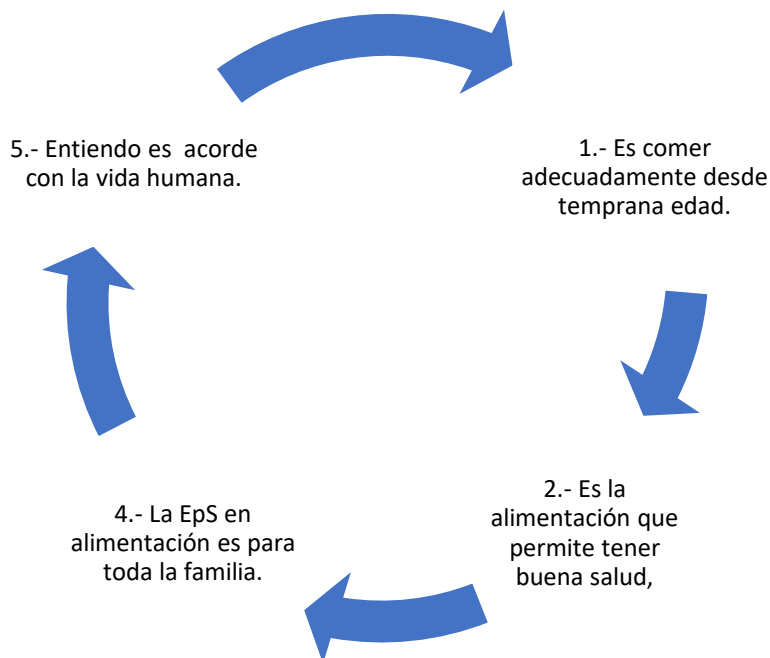 1.- Es comer
adecuadamente desde
temprana edad.
2.- Es la
alimentación que
permite tener
buena salud,
4.- La EpS en
alimentación es para
toda la familia.
5.- Entiendo es acorde
con la vida humana.